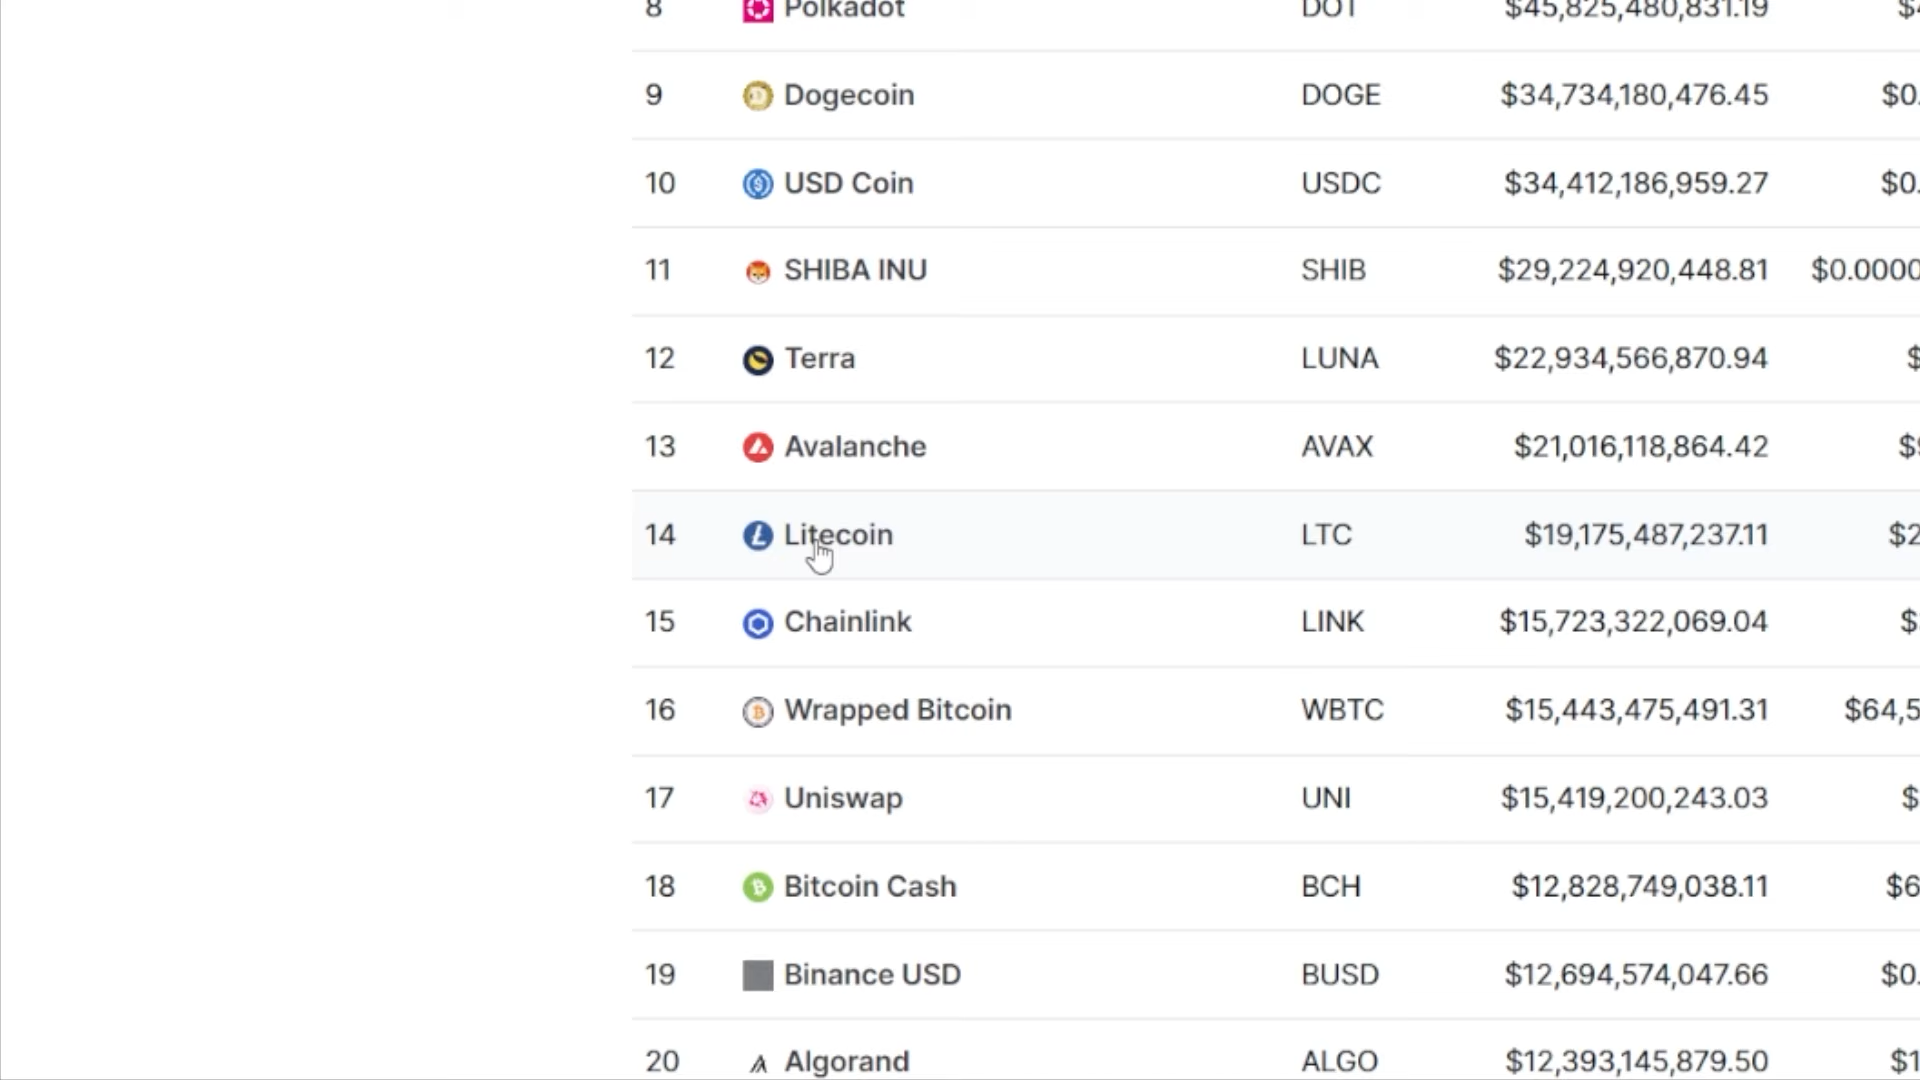 8 Polkadot DOT $45,825,480,831.19 $
9 Dogecoin DOGE $34,734,180,476.45 $0.
10 USD Coin USDC $34,412,186,959.27 $0.
11 SHIBA INU SHIB $29,224,920,448.81 $0.0000
12 Terra LUNA $22,934,566,870.94 $
13 Avalanche AVAX $21,016,118,864.42 $
14 Litecoin LTC $19,175,487,237.11 $2
15 Chainlink LINK $15,723,322,069.04 $
16 Wrapped Bitcoin WBTC $15,443,475,491.31 $64,5
17 Uniswap UNI $15,419,200,243.03 $
18 Bitcoin Cash BCH $12,828,749,038.11 $6
19 Binance USD BUSD $12,694,574,047.66 $0.
20 Algorand ALGO $12,393,145,879.50 $1